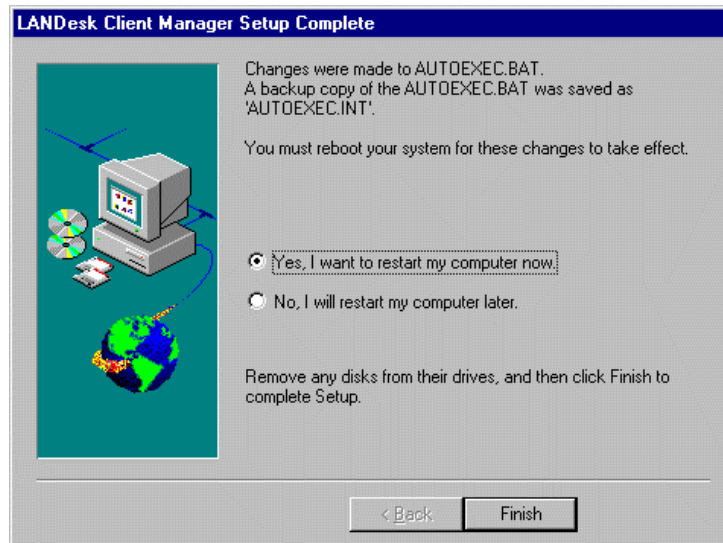 LANDesk Client Manager Setup Complete
Changes were made to AUTOEXEC.BAT.
A backup copy of the AUTOEXEC.BAT was saved as
'AUTOEXEC.INT'.
You must reboot your system for these changes to take effect.
Yes, I want to restart my computer now.
No, I will restart my computer later.
Remove any disks from their drives, and then click Finish to
complete Setup.
< Back
Finish